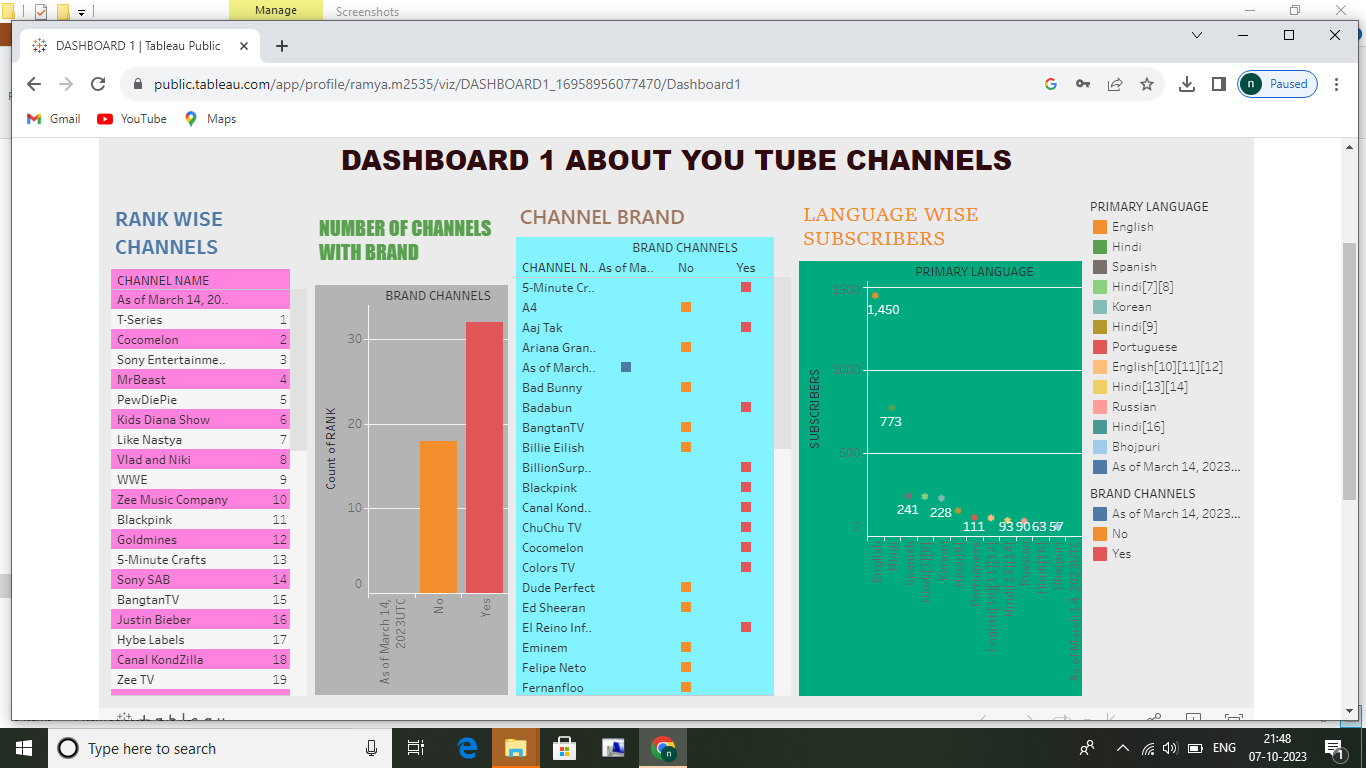 Manage
Screenshots
DASHBOARD 1 | Tableau Public
public.tableau.com/app/profile/ramya.m2535/viz/DASHBOARD1_16958956077470/Dashboard1
n
Paused
Gmail
YouTube
Maps
DASHBOARD 1 ABOUT YOU TUBE CHANNELS
RANK WISE
CHANNELS
CHANNEL NAME
As of March 14, 20..
T-Series 1
Cocomelon 2
Sony Entertainme.. 3
MrBeast 4
PewDiePie 5
Kids Diana Show 6
Like Nastya 7
Vlad and Niki 8
WWE 9
Zee Music Company 10
Blackpink 11
Goldmines 12
5-Minute Crafts 13
Sony SAB 14
BangtanTV 15
Justin Bieber 16
Hybe Labels 17
Canal KondZilla 18
Zee TV 19
NUMBER OF CHANNELS
WITH BRAND
BRAND CHANNELS
Count of RANK
30
20
10
0
As of March 14,
2023UTC
No
Yes
CHANNEL BRAND
BRAND CHANNELS
CHANNEL N.. As of Ma.. No Yes
5-Minute Cr..
A4
Aaj Tak
Ariana Gran..
As of March..
Bad Bunny
Badabun
BangtanTV
Billie Eilish
BillionSurp..
Blackpink
Canal Kond..
ChuChu TV
Cocomelon
Colors TV
Dude Perfect
Ed Sheeran
El Reino Inf..
Eminem
Felipe Neto
Fernanfloo
LANGUAGE WISE
SUBSCRIBERS
PRIMARY LANGUAGE
SUBSCRIBERS
1500
1000
500
0
1,450
773
241
228
111
93
90
63
57
English
Hindi
Spanish
Hindi[7][8]
Korean
Hindi[9]
Portuguese
English[10][11][12]
Hindi[13][14]
Russian
Hindi[16]
Bhojpuri
As of March 14, 2023UTC
PRIMARY LANGUAGE
English
Hindi
Spanish
Hindi[7][8]
Korean
Hindi[9]
Portuguese
English[10][11][12]
Hindi[13][14]
Russian
Hindi[16]
Bhojpuri
As of March 14, 2023...
BRAND CHANNELS
As of March 14, 2023...
No
Yes
Type here to search
n
ENG
21:48
07-10-2023
1